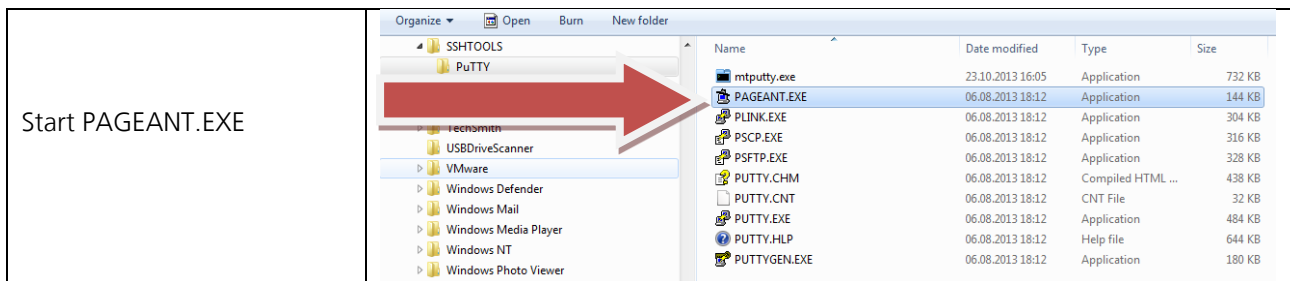 Start PAGEANT.EXE
Organize Open Burn New folder
SSHTOOLS
PuTTY
TechSmith
USBDriveScanner
VMware
Windows Defender
Windows Mail
Windows Media Player
Windows NT
Windows Photo Viewer
Name Date modified Type Size
mtputty.exe 23.10.2013 16:05 Application 732 KB
PAGEANT.EXE 06.08.2013 18:12 Application 144 KB
PLINK.EXE 06.08.2013 18:12 Application 304 KB
PSCP.EXE 06.08.2013 18:12 Application 316 KB
PSFTP.EXE 06.08.2013 18:12 Application 328 KB
PUTTY.CHM 06.08.2013 18:12 Compiled HTML ... 438 KB
PUTTY.CNT 06.08.2013 18:12 CNT File 32 KB
PUTTY.EXE 06.08.2013 18:12 Application 484 KB
PUTTY.HLP 06.08.2013 18:12 Help file 644 KB
PUTTYGEN.EXE 06.08.2013 18:12 Application 180 KB